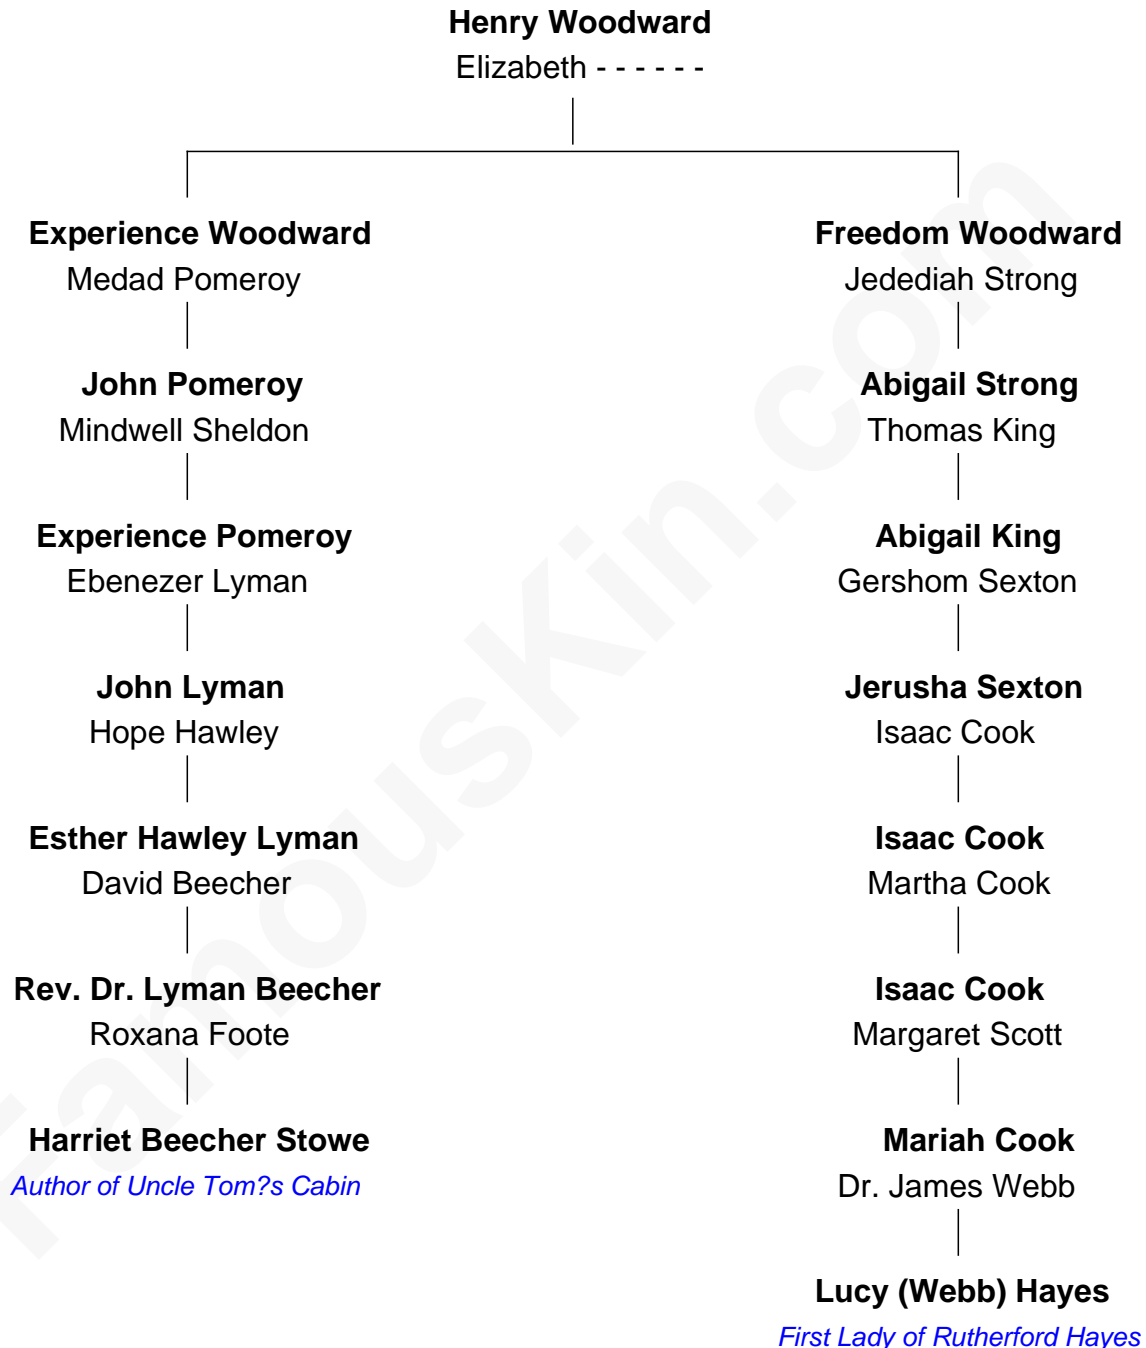 Henry Woodward
Elizabeth - - - - - -
Experience Woodward
Medad Pomeroy
John Pomeroy
Mindwell Sheldon
Experience Pomeroy
Ebenezer Lyman
John Lyman
Hope Hawley
Esther Hawley Lyman
David Beecher
Rev. Dr. Lyman Beecher
Roxana Foote
Harriet Beecher Stowe
Author of Uncle Tom?s Cabin
Freedom Woodward
Jedediah Strong
Abigail Strong
Thomas King
Abigail King
Gershom Sexton
Jerusha Sexton
Isaac Cook
Isaac Cook
Martha Cook
Isaac Cook
Margaret Scott
Mariah Cook
Dr. James Webb
Lucy (Webb) Hayes
First Lady of Rutherford Hayes
FamousKin.com